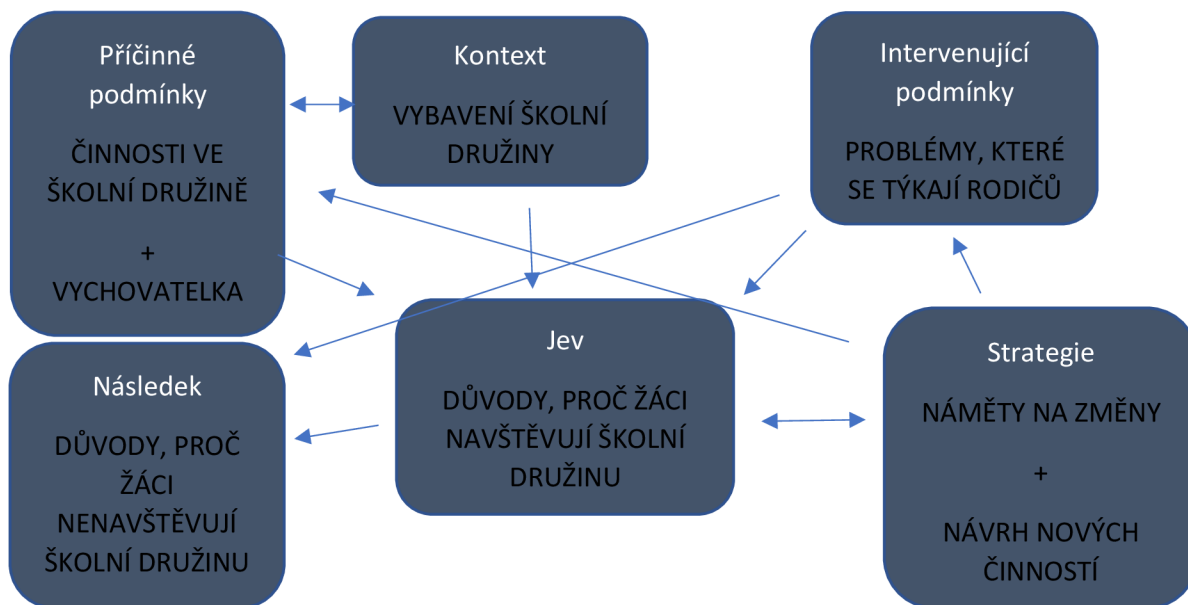 Příčinné
podmínky
ČINNOSTI VE
ŠKOLNÍ DRUŽINĚ
+
VYCHOVATELKA
Kontext
VYBAVENÍ ŠKOLNÍ
DRUŽINY
Intervenující
podmínky
PROBLÉMY, KTERÉ
SE TÝKAJÍ RODIČŮ
Následek
DŮVODY, PROČ
ŽÁCI
NENAVŠTĚVUJÍ
ŠKOLNÍ DRUŽINU
Jev
DŮVODY, PROČ ŽÁCI
NAVŠTĚVUJÍ ŠKOLNÍ
DRUŽINU
Strategie
NÁMĚTY NA ZMĚNY
+
NÁVRH NOVÝCH
ČINNOSTÍ